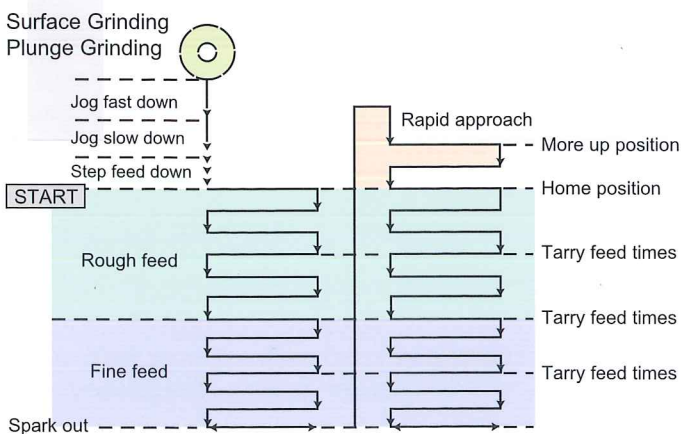 Surface Grinding
Plunge Grinding
Jog fast down
Jog slow down
Step feed down
START
Rough feed
Fine feed
Spark out
Rapid approach
More up position
Home position
Tarry feed times
Tarry feed times
Tarry feed times